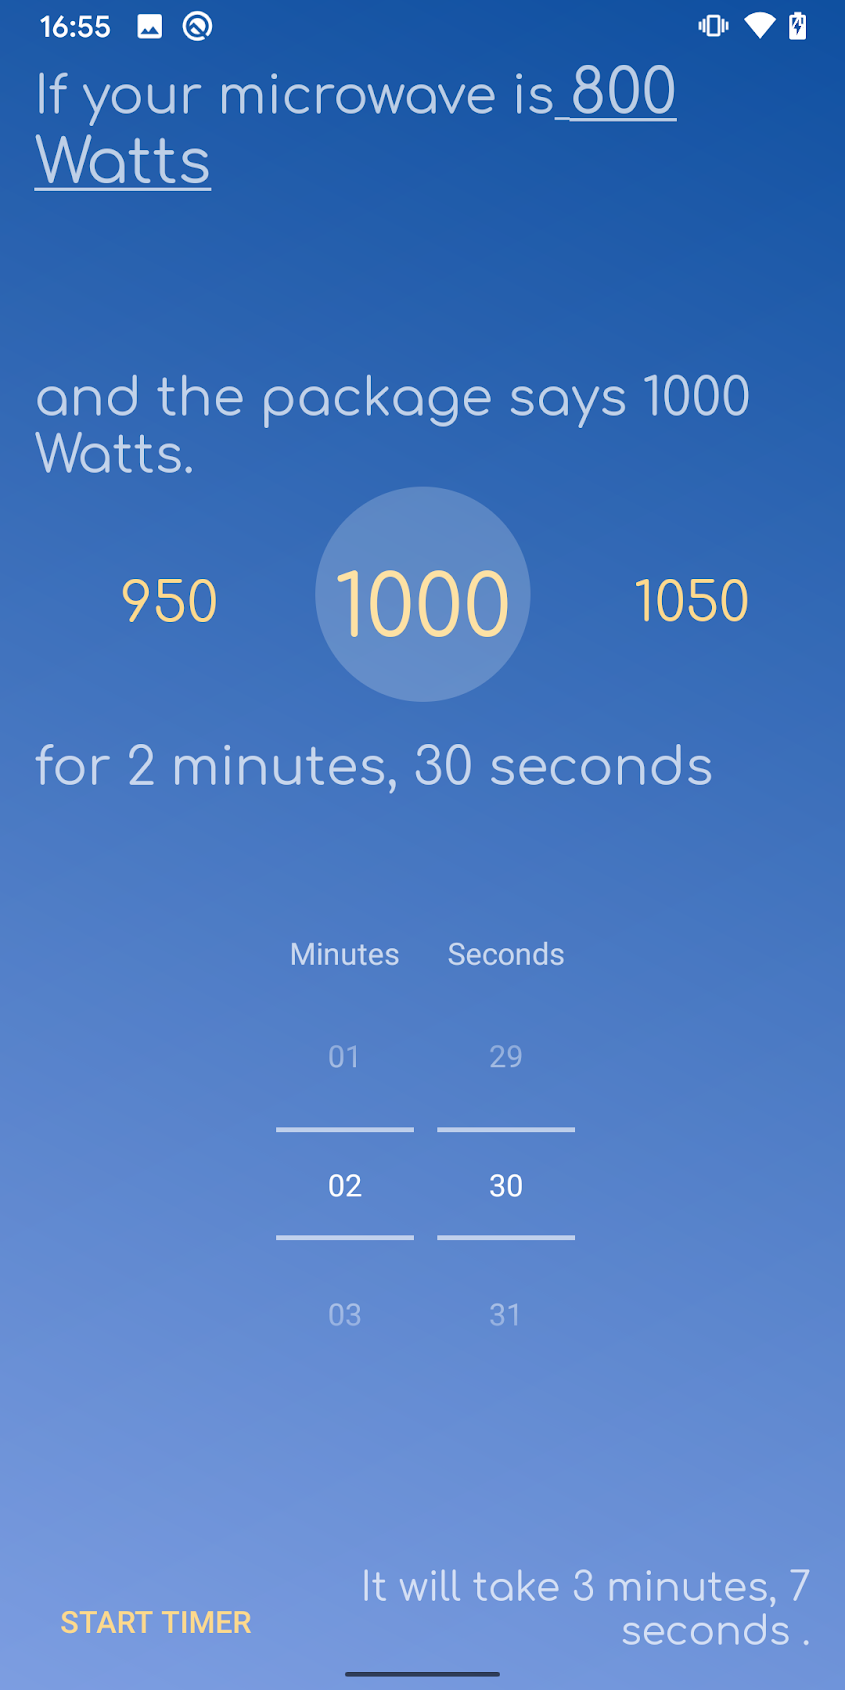 16:55
If your microwave is 800
Watts
and the package says 1000
Watts.
950 1000 1050
for 2 minutes, 30 seconds
Minutes Seconds
01 29
02 30
03 31
It will take 3 minutes, 7
seconds .
START TIMER